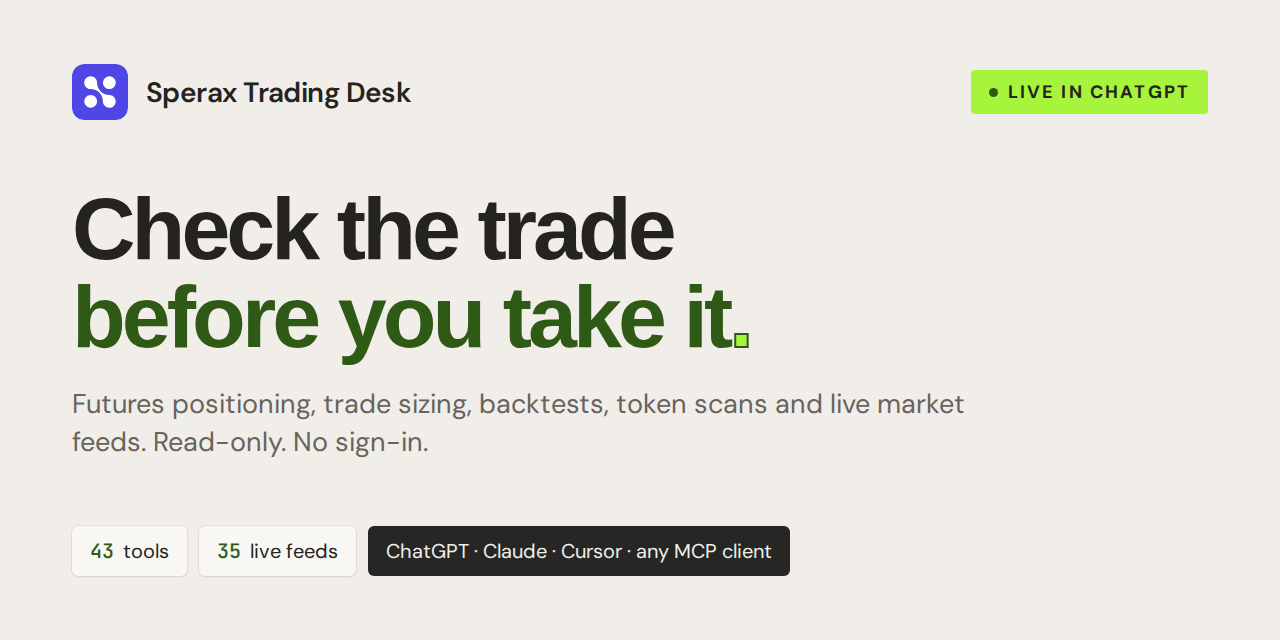 Sperax Trading Desk
LIVE IN CHATGPT
Check the trade
before you take it.
Futures positioning, trade sizing, backtests, token scans and live market
feeds. Read-only. No sign-in.
43 tools
35 live feeds
ChatGPT · Claude · Cursor · any MCP client